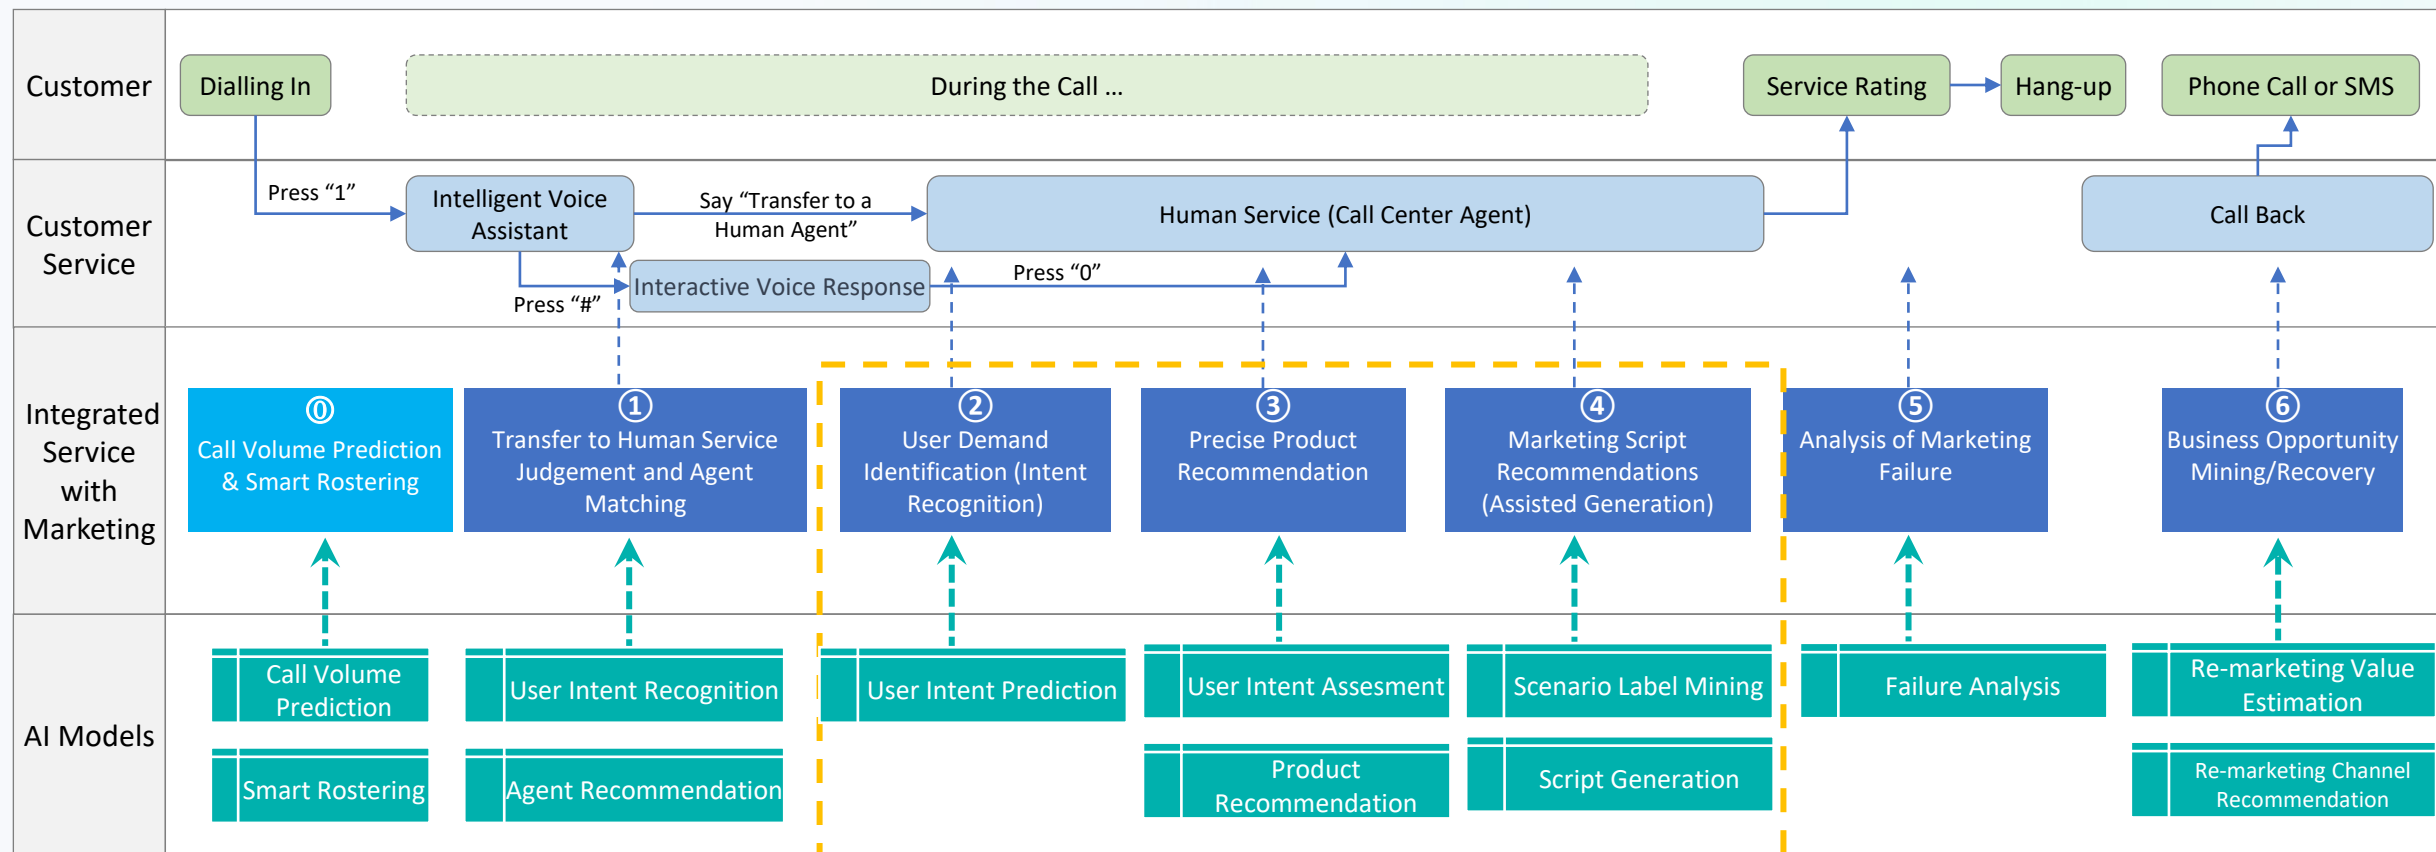 Customer
Dialling In
During the Call ...
Service Rating
Hang-up
Phone Call or SMS
Customer
Service
Press “1”
Intelligent Voice
Assistant
Say “Transfer to a
Human Agent”
Human Service (Call Center Agent)
Call Back
Press “#”
Interactive Voice Response
Press “0”
Integrated
Service
with
Marketing
⓪
Call Volume Prediction
& Smart Rostering
①
Transfer to Human Service
Judgement and Agent
Matching
②
User Demand
Identification (Intent
Recognition)
③
Precise Product
Recommendation
④
Marketing Script
Recommendations
(Assisted Generation)
⑤
Analysis of Marketing
Failure
⑥
Business Opportunity
Mining/Recovery
AI Models
Call Volume
Prediction
Smart Rostering
User Intent Recognition
Agent Recommendation
User Intent Prediction
User Intent Assesment
Product
Recommendation
Scenario Label Mining
Script Generation
Failure Analysis
Re-marketing Value
Estimation
Re-marketing Channel
Recommendation